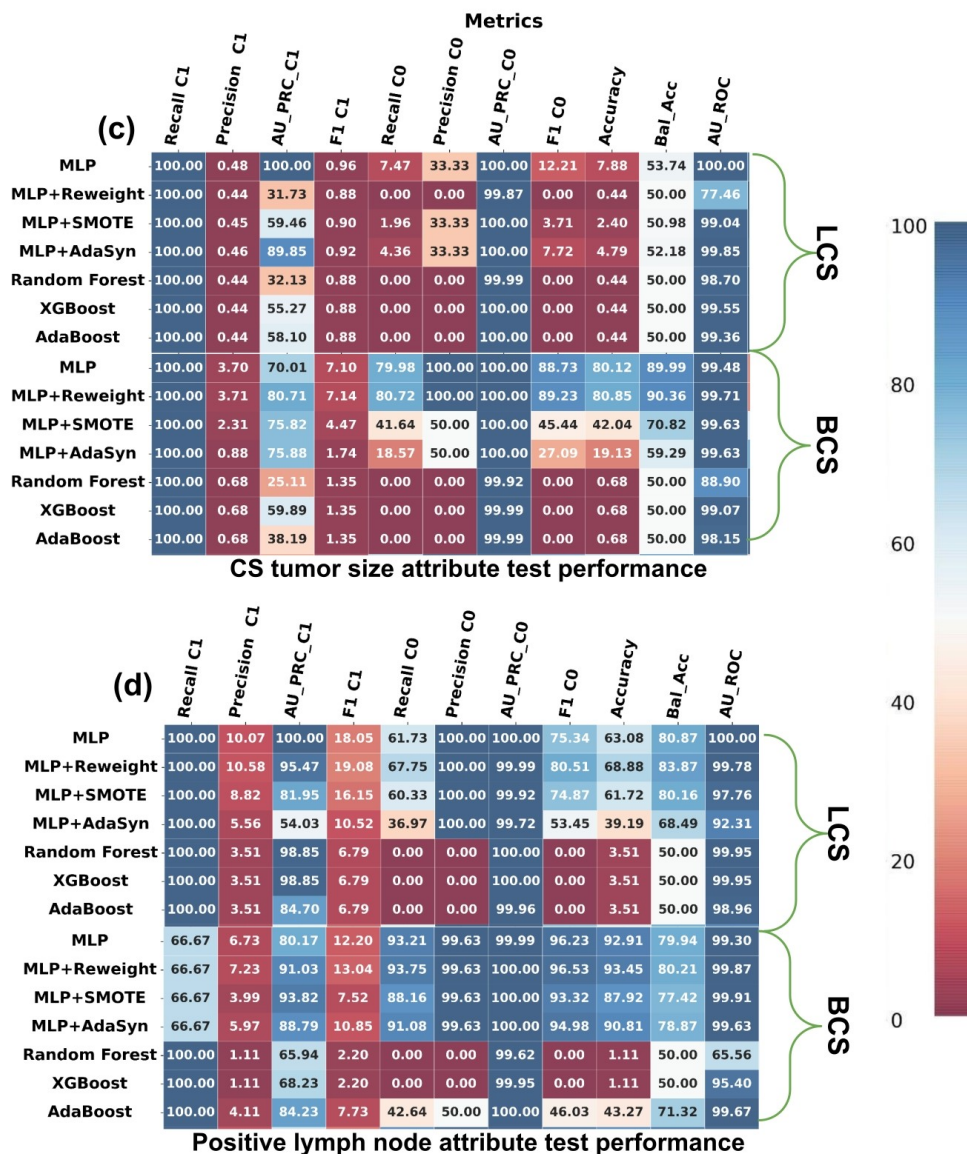 Metrics
(c)
Recall C1 Precision C1 AU_PRC_C1 F1 C1 Recall C0 Precision C0 AU_PRC_C0 F1 C0 Accuracy Bal_Acc AU_ROC
MLP 100.00 0.48 100.00 0.96 7.47 33.33 100.00 12.21 7.88 53.74 100.00
MLP+Reweight 100.00 0.44 31.73 0.88 0.00 0.00 99.87 0.00 0.44 50.00 77.46
MLP+SMOTE 100.00 0.45 59.46 0.90 1.96 33.33 100.00 3.71 2.40 50.98 99.04
MLP+AdaSyn 100.00 0.46 89.85 0.92 4.36 33.33 100.00 7.72 4.79 52.18 99.85
Random Forest 100.00 0.44 32.13 0.88 0.00 0.00 99.99 0.00 0.44 50.00 98.70
XGBoost 100.00 0.44 55.27 0.88 0.00 0.00 100.00 0.00 0.44 50.00 99.55
AdaBoost 100.00 0.44 58.10 0.88 0.00 0.00 100.00 0.00 0.44 50.00 99.36
LCS
MLP 100.00 3.70 70.01 7.10 79.98 100.00 100.00 88.73 80.12 89.99 99.48
MLP+Reweight 100.00 3.71 80.71 7.14 80.72 100.00 100.00 89.23 80.85 90.36 99.71
MLP+SMOTE 100.00 2.31 75.82 4.47 41.64 50.00 100.00 45.44 42.04 70.82 99.63
MLP+AdaSyn 100.00 0.88 75.88 1.74 18.57 50.00 100.00 27.09 19.13 59.29 99.63
Random Forest 100.00 0.68 25.11 1.35 0.00 0.00 99.92 0.00 0.68 50.00 88.90
XGBoost 100.00 0.68 59.89 1.35 0.00 0.00 99.99 0.00 0.68 50.00 99.07
AdaBoost 100.00 0.68 38.19 1.35 0.00 0.00 99.99 0.00 0.68 50.00 98.15
BCS
CS tumor size attribute test performance
(d)
Recall C1 Precision C1 AU_PRC_C1 F1 C1 Recall C0 Precision C0 AU_PRC_C0 F1 C0 Accuracy Bal_Acc AU_ROC
MLP 100.00 10.07 100.00 18.05 61.73 100.00 100.00 75.34 63.08 80.87 100.00
MLP+Reweight 100.00 10.58 95.47 19.08 67.75 100.00 99.99 80.51 68.88 83.87 99.78
MLP+SMOTE 100.00 8.82 81.95 16.15 60.33 100.00 99.92 74.87 61.72 80.16 97.76
MLP+AdaSyn 100.00 5.56 54.03 10.52 36.97 100.00 99.72 53.45 39.19 68.49 92.31
Random Forest 100.00 3.51 98.85 6.79 0.00 0.00 100.00 0.00 3.51 50.00 99.95
XGBoost 100.00 3.51 98.85 6.79 0.00 0.00 100.00 0.00 3.51 50.00 99.95
AdaBoost 100.00 3.51 84.70 6.79 0.00 0.00 99.96 0.00 3.51 50.00 98.96
LCS
MLP 66.67 6.73 80.17 12.20 93.21 99.63 99.99 96.23 92.91 79.94 99.30
MLP+Reweight 66.67 7.23 91.03 13.04 93.75 99.63 100.00 96.53 93.45 80.21 99.87
MLP+SMOTE 66.67 3.99 93.82 7.52 88.16 99.63 100.00 93.32 87.92 77.42 99.91
MLP+AdaSyn 66.67 5.97 88.79 10.85 91.08 99.63 100.00 94.98 90.81 78.87 99.63
Random Forest 100.00 1.11 65.94 2.20 0.00 0.00 99.62 0.00 1.11 50.00 65.56
XGBoost 100.00 1.11 68.23 2.20 0.00 0.00 99.95 0.00 1.11 50.00 95.40
AdaBoost 100.00 4.11 84.23 7.73 42.64 50.00 100.00 46.03 43.27 71.32 99.67
BCS
Positive lymph node attribute test performance
100
80
60
40
20
0